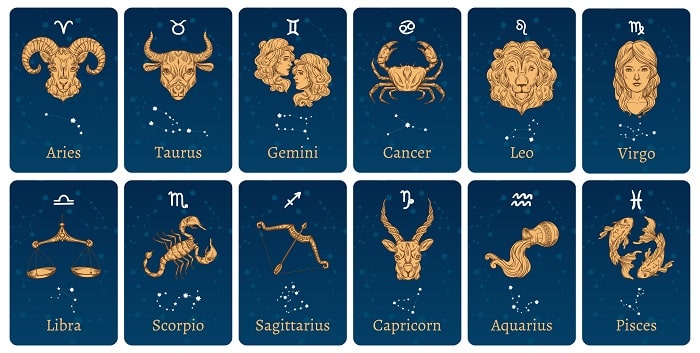 Aries
Taurus
Gemini
Cancer
Leo
Virgo
Libra
Scorpio
Sagittarius
Capricorn
Aquarius
Pisces